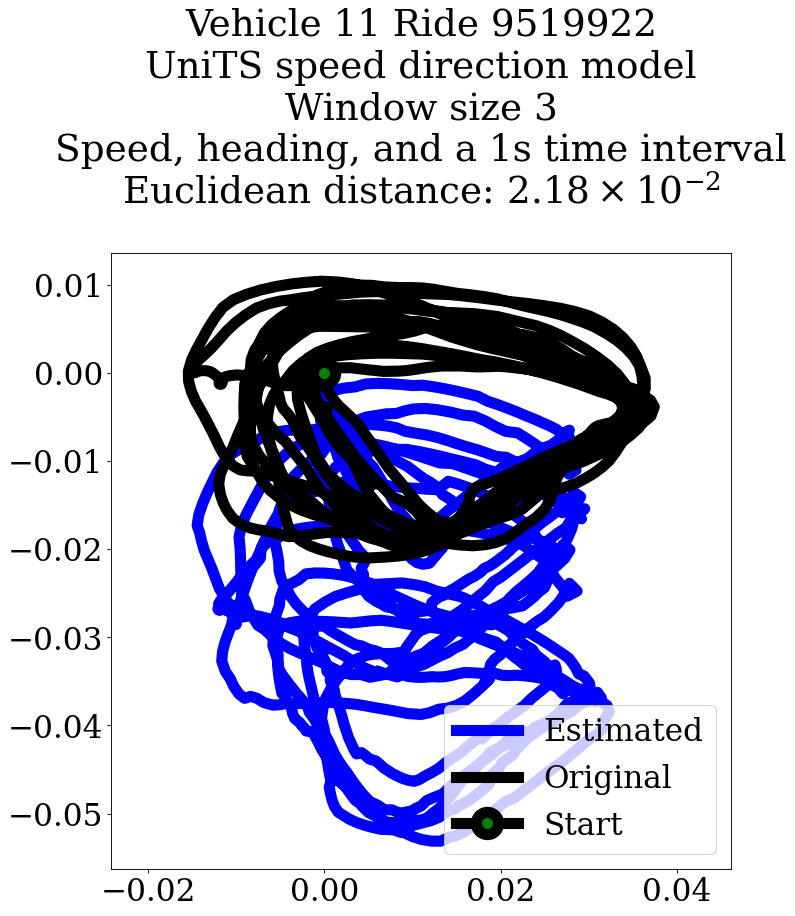 Vehicle 11 Ride 9519922
UniTS speed direction model
Window size 3
Speed, heading, and a 1s time interval
Euclidean distance: 2.18 × 10⁻²
0.01
0.00
−0.01
−0.02
−0.03
−0.04
−0.05
Estimated
Original
Start
−0.02 0.00 0.02 0.04